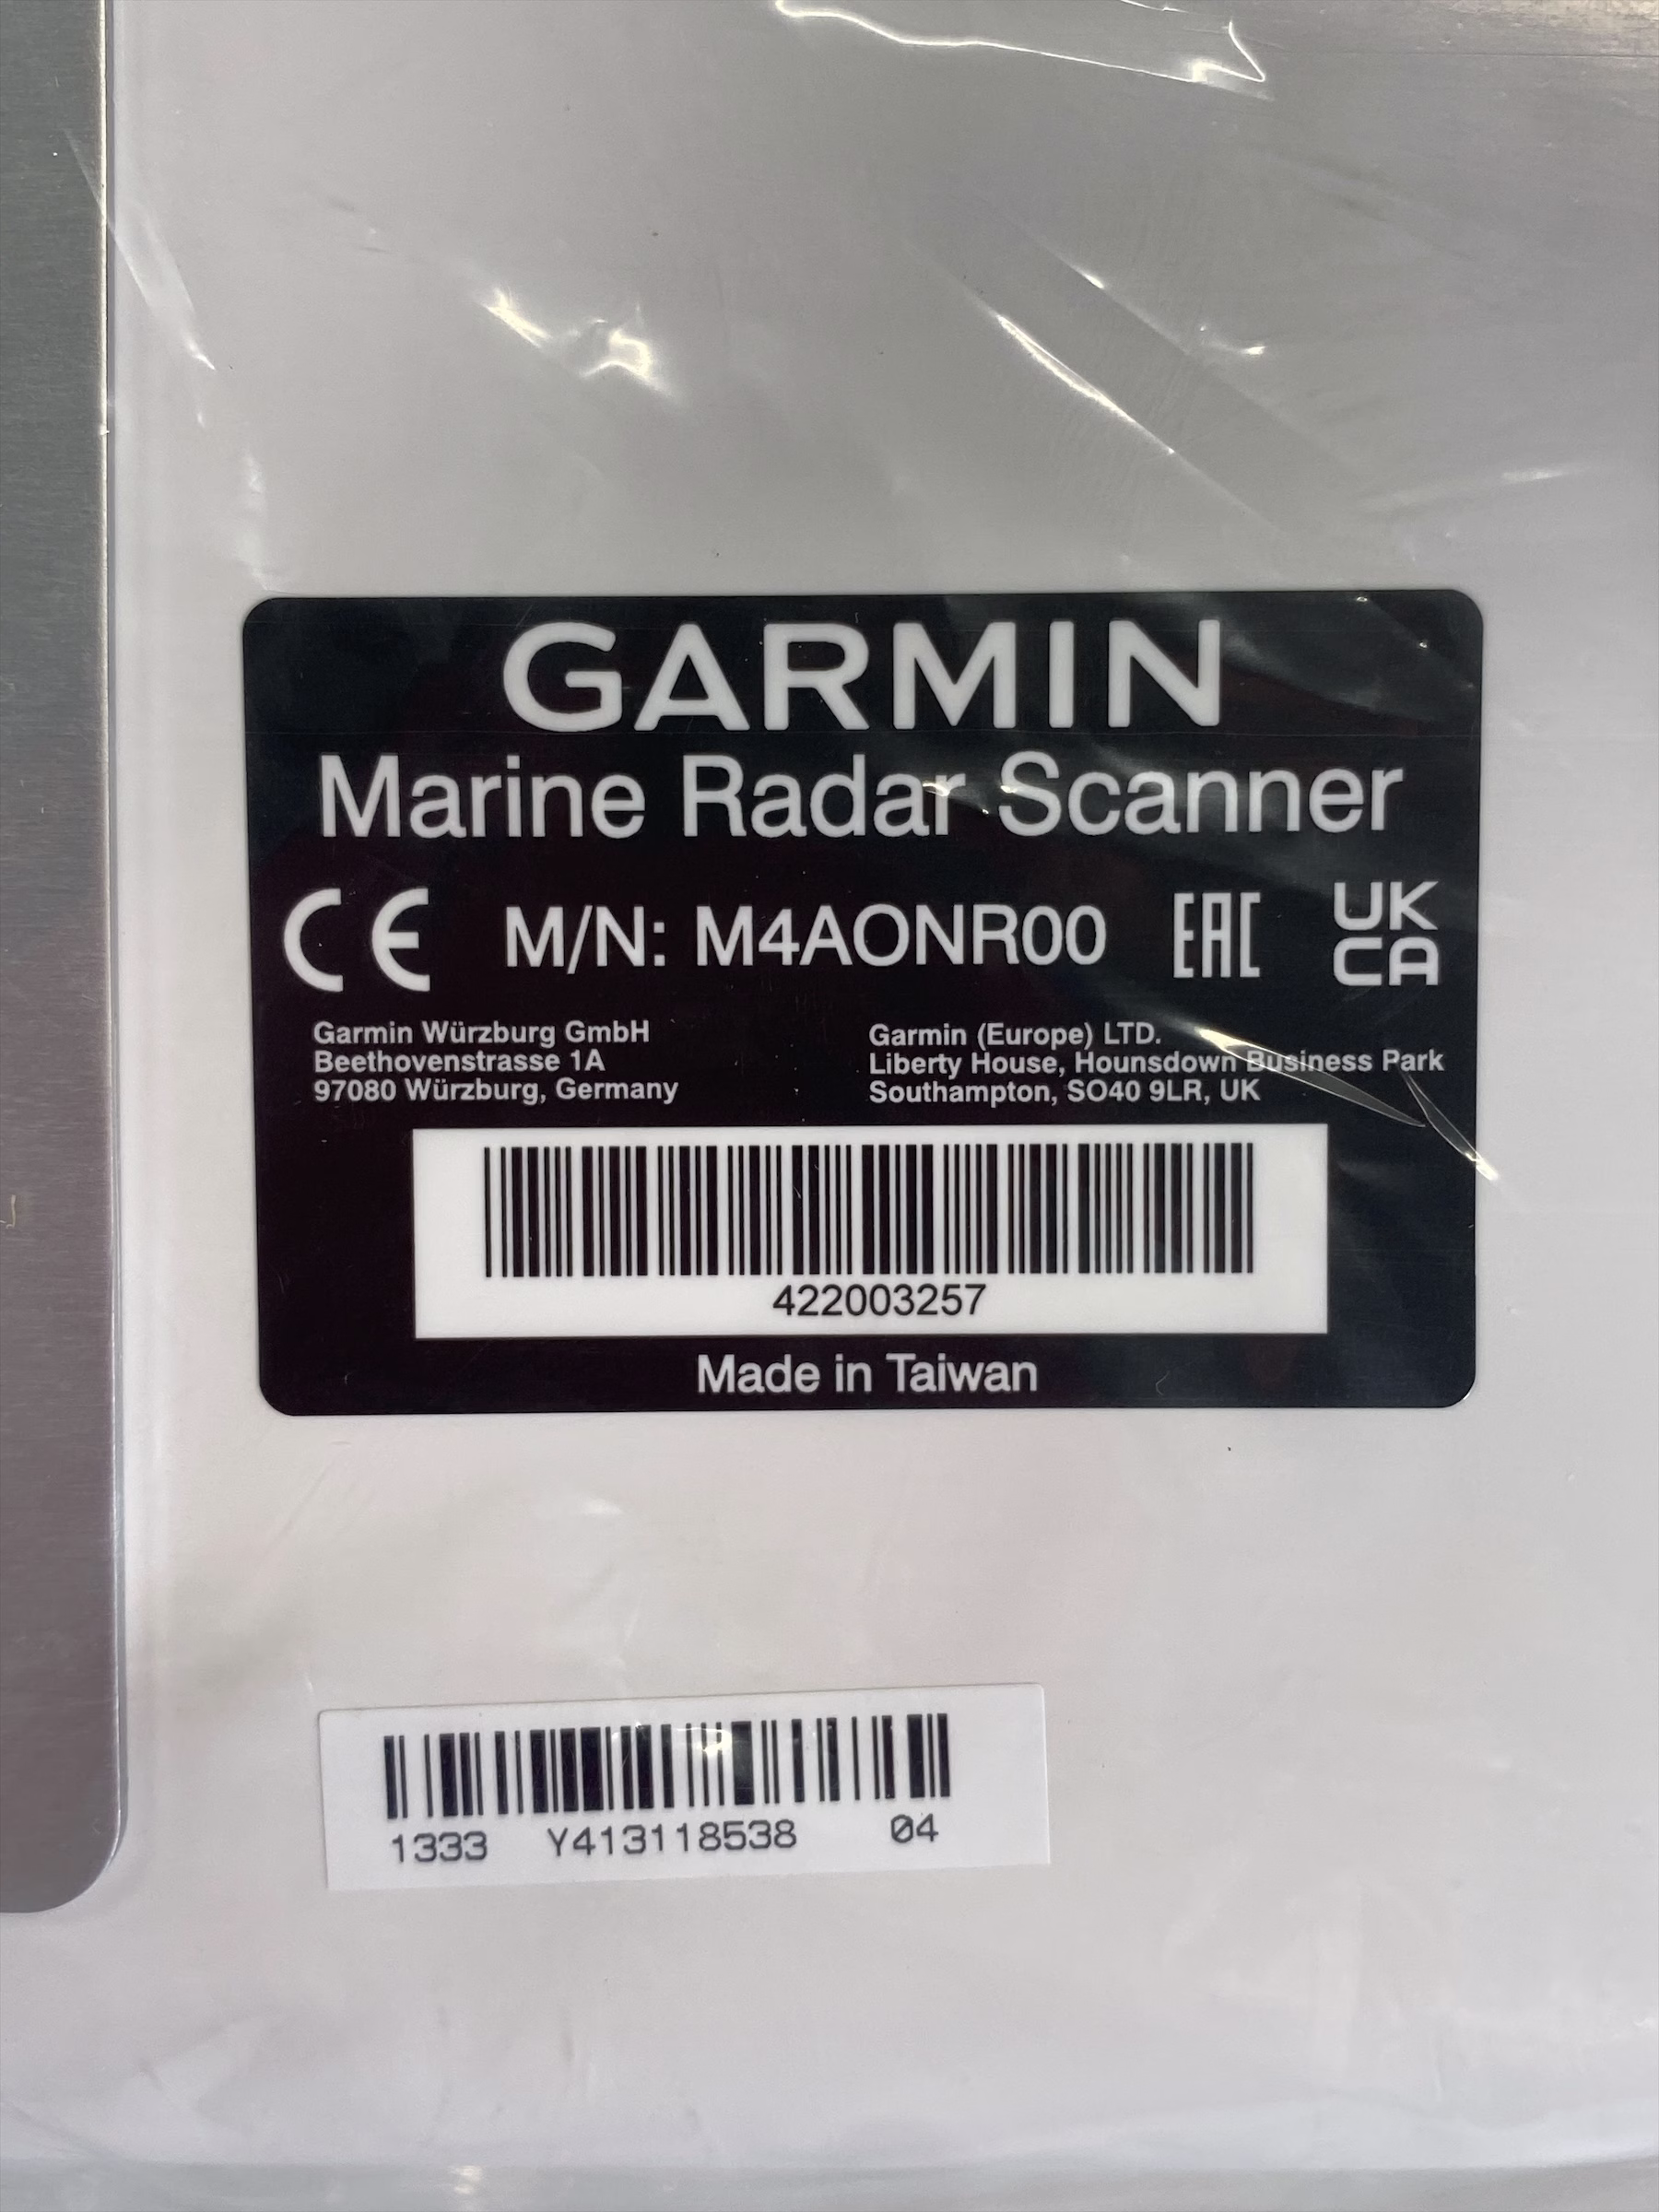 GARMIN
Marine Radar Scanner
CE M/N: M4AONR00 EAC UK
CA
Garmin Würzburg GmbH
Beethovenstrasse 1A
97080 Würzburg, Germany
Garmin (Europe) LTD.
Liberty House, Hounsdown Business Park
Southampton, SO40 9LR, UK
422003257
Made in Taiwan
1333 Y413118538 04